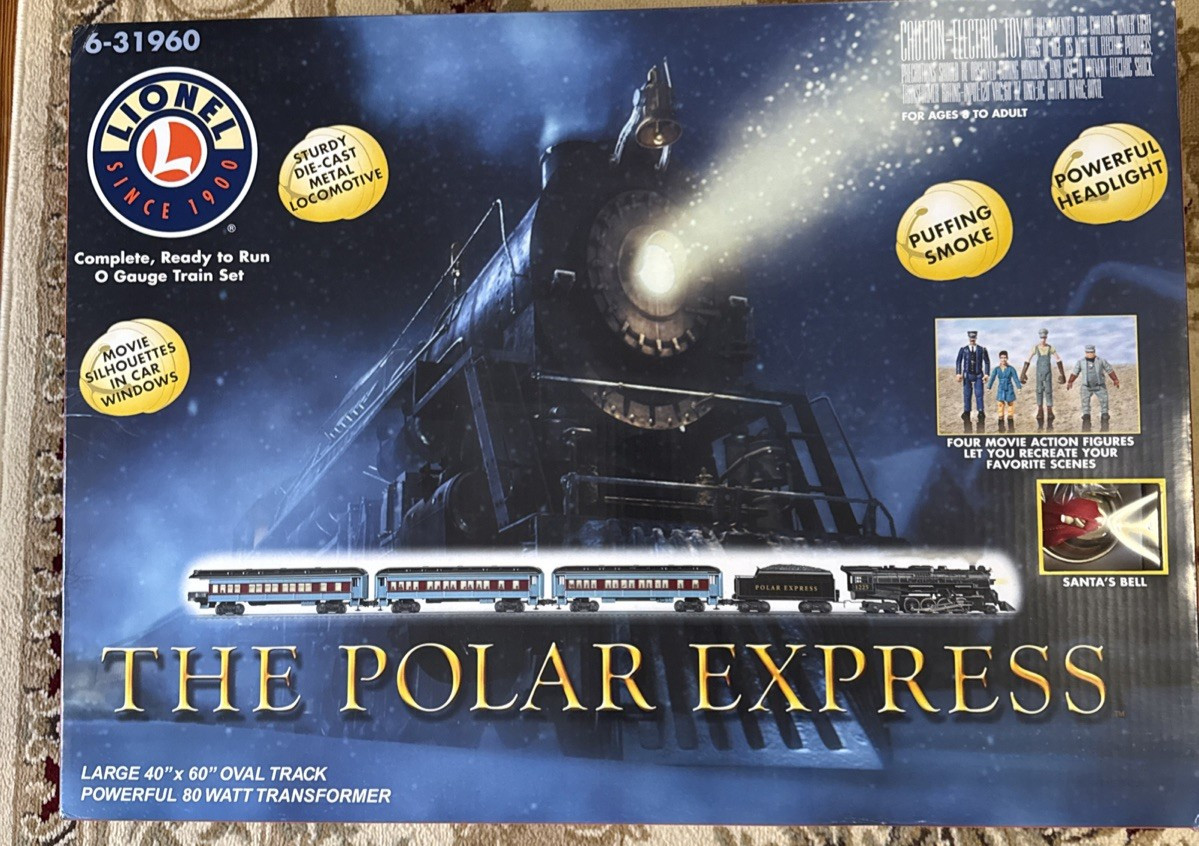 6-31960
LIONEL
L
SINCE 1900
®
Complete, Ready to Run
O Gauge Train Set
STURDY
DIE-CAST
METAL
LOCOMOTIVE
MOVIE
SILHOUETTES
IN CAR
WINDOWS
CAUTION-ELECTRIC TOY
FOR AGES 8 TO ADULT
POWERFUL
HEADLIGHT
PUFFING
SMOKE
FOUR MOVIE ACTION FIGURES
LET YOU RECREATE YOUR
FAVORITE SCENES
SANTA'S BELL
POLAR EXPRESS
1225
THE POLAR EXPRESS
LARGE 40" x 60" OVAL TRACK
POWERFUL 80 WATT TRANSFORMER